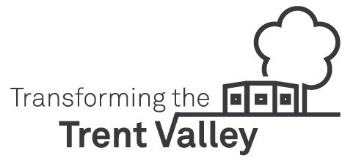 Transforming the
Trent Valley